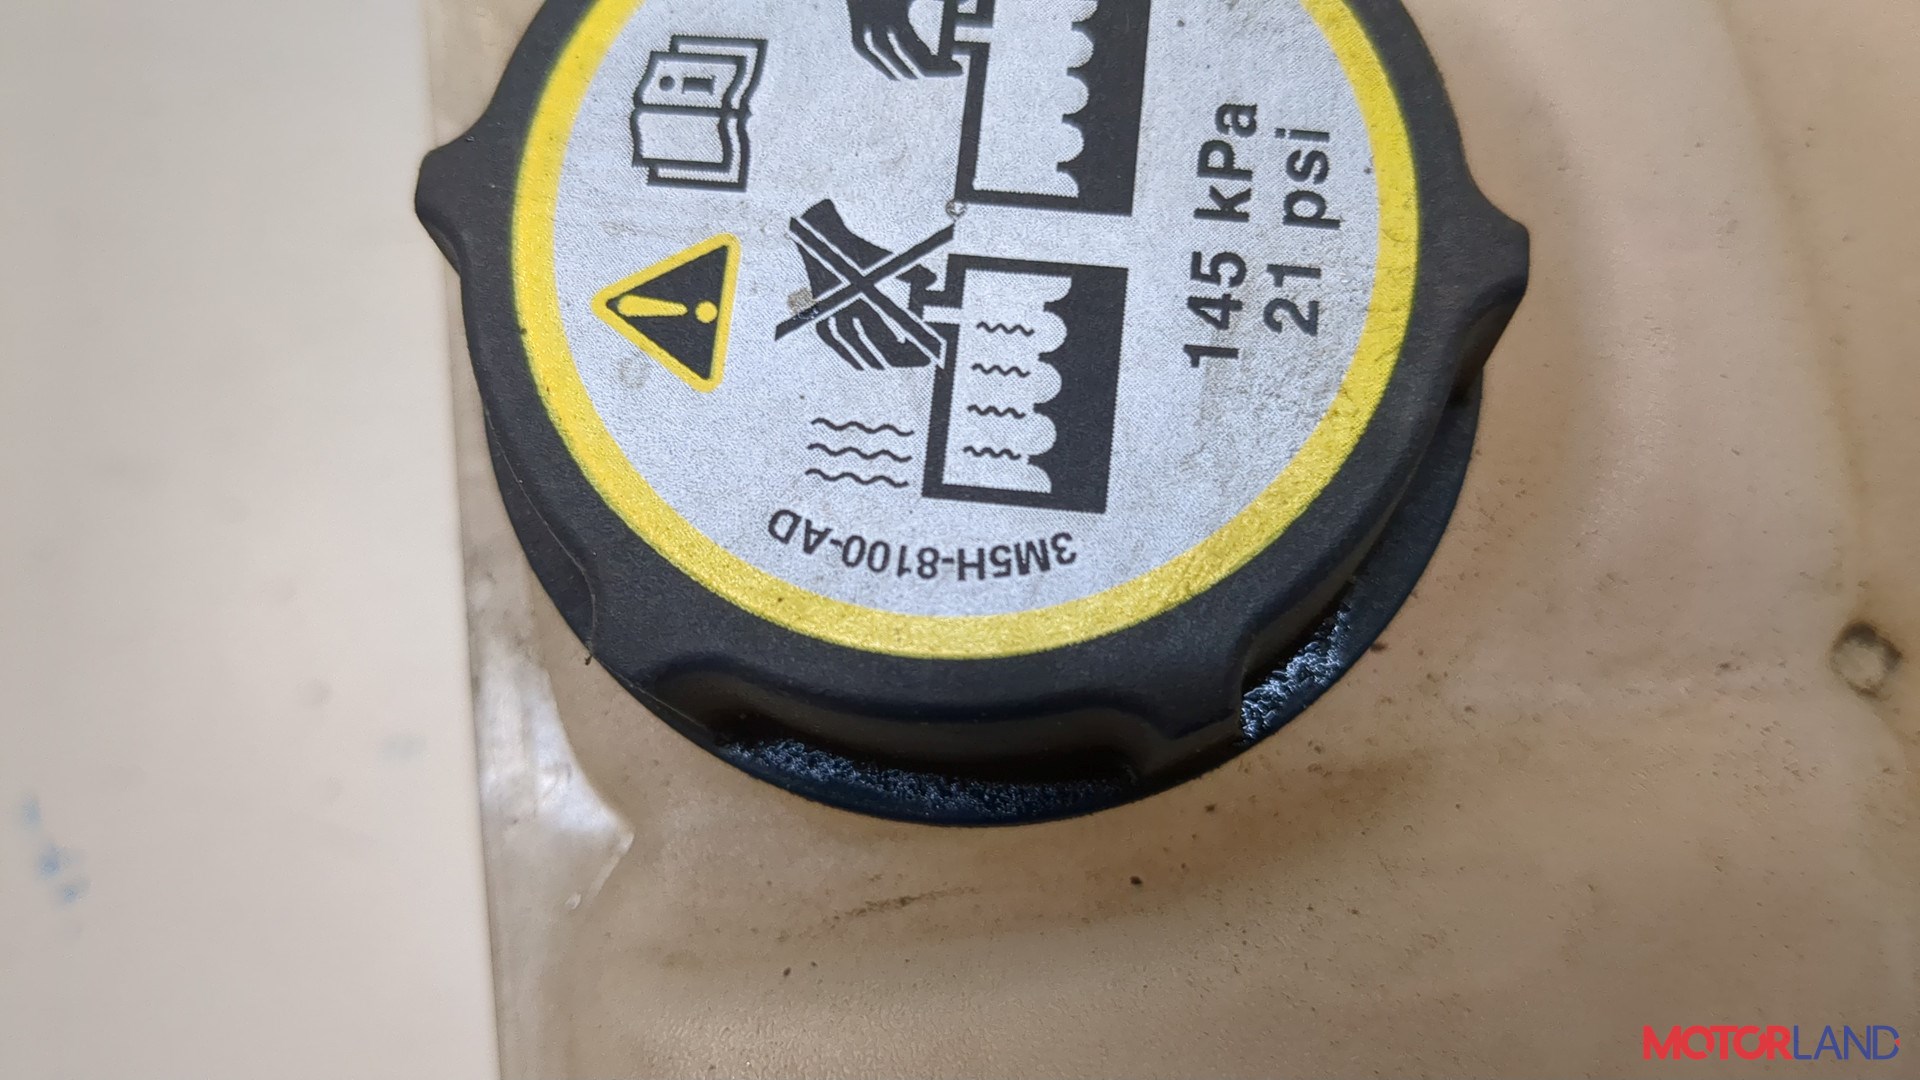 145 kPa
21 psi
3M5H-8100-AD
MOTORLAND